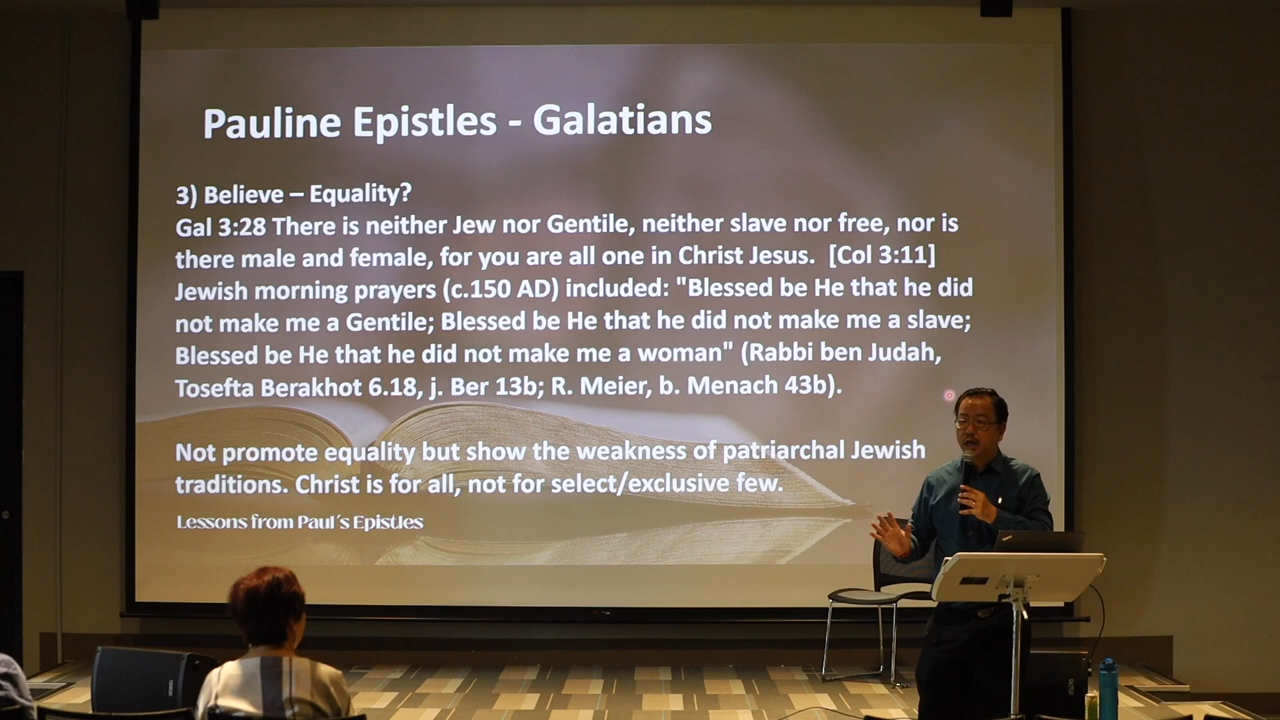 Pauline Epistles - Galatians
3) Believe – Equality?
Gal 3:28 There is neither Jew nor Gentile, neither slave nor free, nor is
there male and female, for you are all one in Christ Jesus.  [Col 3:11]
Jewish morning prayers (c.150 AD) included: "Blessed be He that he did
not make me a Gentile; Blessed be He that he did not make me a slave;
Blessed be He that he did not make me a woman" (Rabbi ben Judah,
Tosefta Berakhot 6.18, j. Ber 13b; R. Meier, b. Menach 43b).
Not promote equality but show the weakness of patriarchal Jewish
traditions. Christ is for all, not for select/exclusive few.
Lessons from Paul's Epistles